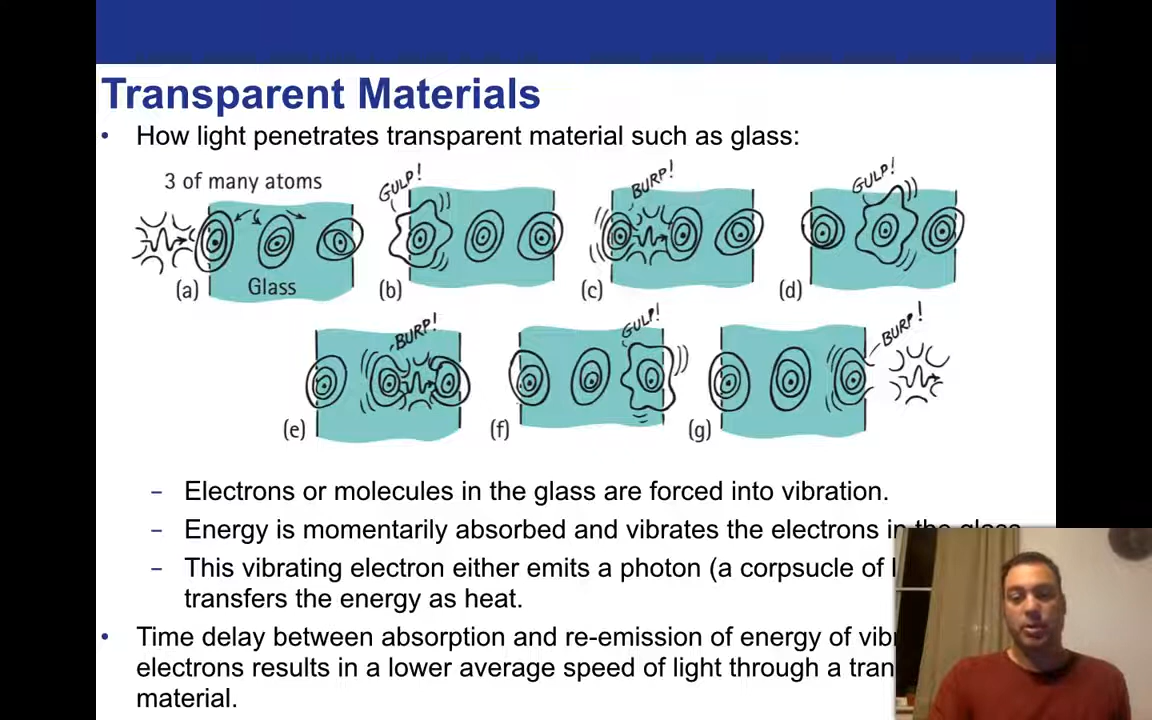 Transparent Materials
• How light penetrates transparent material such as glass:
3 of many atoms
GULP!
BURP!
GULP!
(a) Glass
(b)
(c)
(d)
BURP!
GULP!
BURP!
(e)
(f)
(g)
– Electrons or molecules in the glass are forced into vibration.
– Energy is momentarily absorbed and vibrates the electrons in the glass
– This vibrating electron either emits a photon (a corpsucle of
transfers the energy as heat.
• Time delay between absorption and re-emission of energy of
electrons results in a lower average speed of light through a
material.